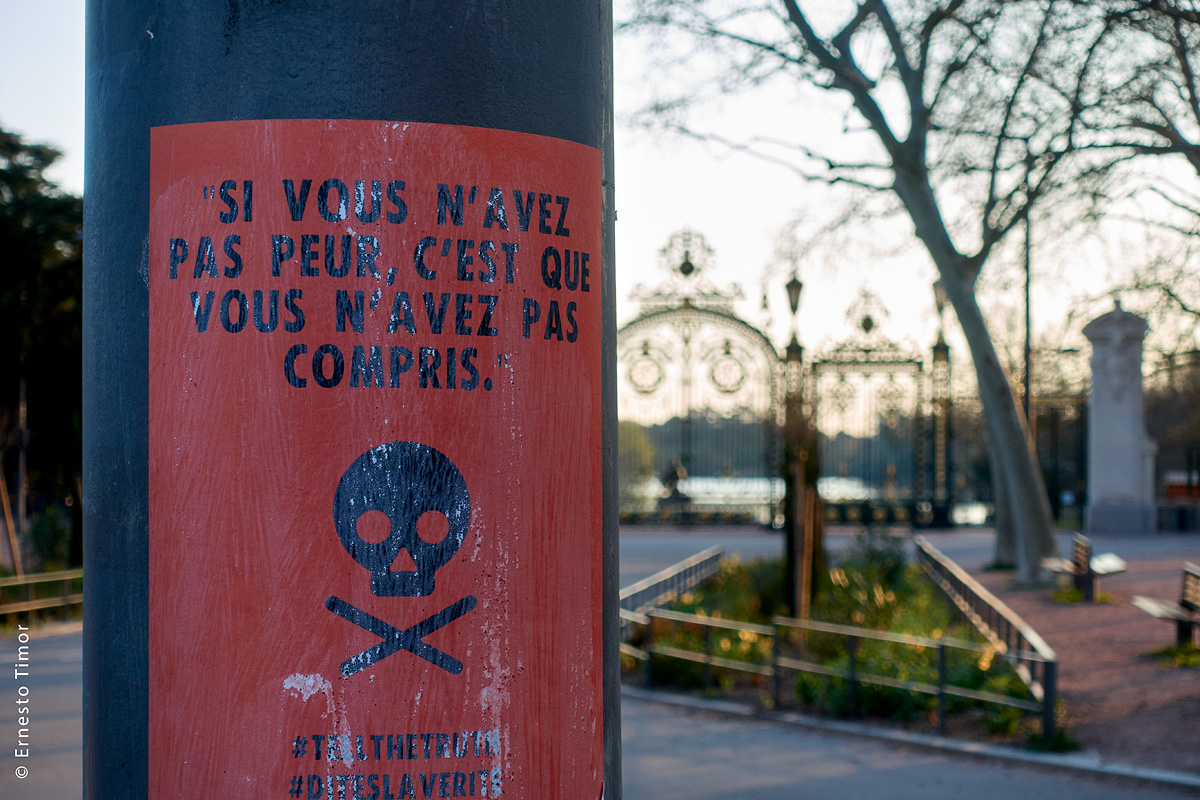 "SI VOUS N'AVEZ
PAS PEUR, C'EST QUE
VOUS N'AVEZ PAS
COMPRIS."
#TELLTHETRUTH
#DITESLAVERITE
© Ernesto Timor